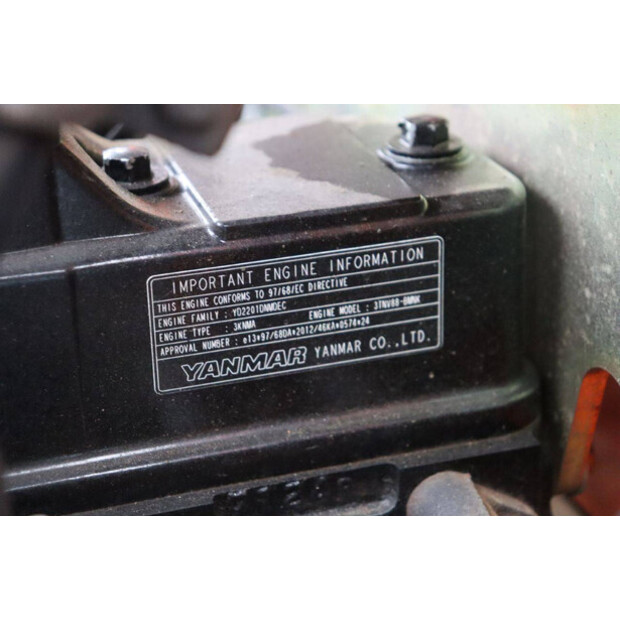 IMPORTANT ENGINE INFORMATION
THIS ENGINE CONFORMS TO 97/68/EC DIRECTIVE
ENGINE FAMILY : YD2201DNMDEC ENGINE MODEL : 3TNV88-BMNK
ENGINE TYPE : 3KNMA
APPROVAL NUMBER : e13*97/68DA*2012/46KA*0574*24
YANMAR YANMAR CO.,LTD.